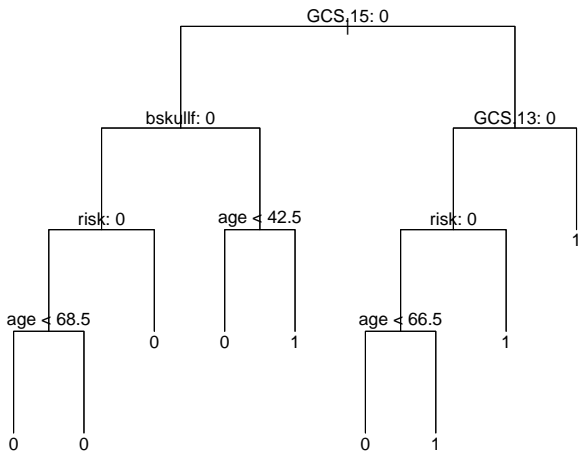 GCS.15: 0
bskullf: 0
GCS.13: 0
risk: 0
age < 42.5
risk: 0
1
age < 68.5
0
0
1
age < 66.5
1
0
0
0
1